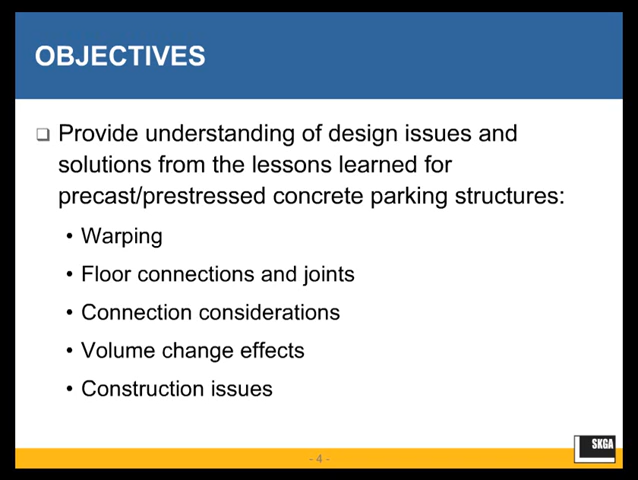 OBJECTIVES
❑ Provide understanding of design issues and
solutions from the lessons learned for
precast/prestressed concrete parking structures:
• Warping
• Floor connections and joints
• Connection considerations
• Volume change effects
• Construction issues
SKGA
- 4 -